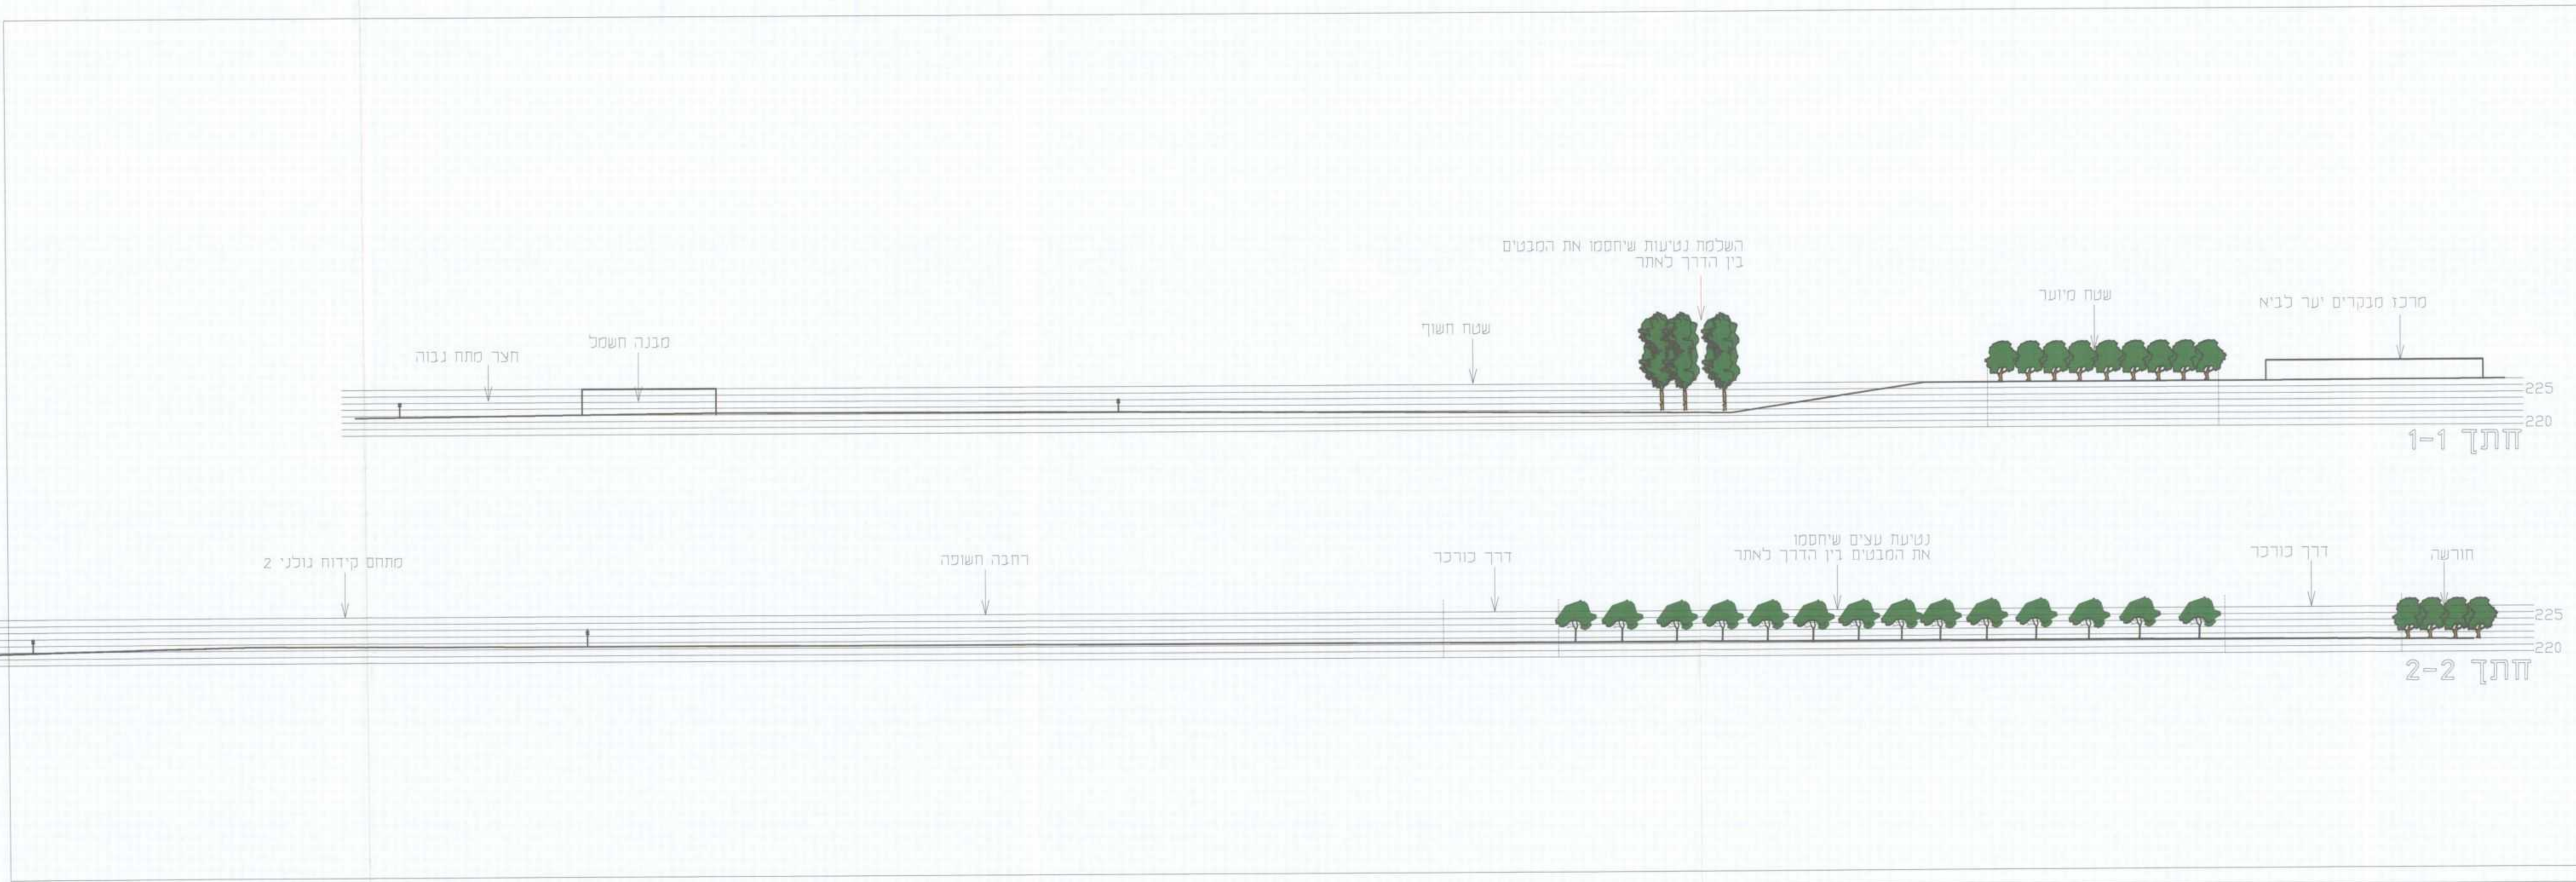 השלמת נטיעות שיחסמו את המבטים
בין הדרך לאתר
מרכז מבקרים יער לביא
שטח מיוער
שטח חשוף
מבנה חשמל
חצר מתח גבוה
225
220
חתך 1-1
נטיעת עצים שיחסמו
את המבטים בין הדרך לאתר
חורשה
דרך כורכר
דרך כורכר
רחבה חשופה
מתחם קידוח גולני 2
225
220
חתך 2-2